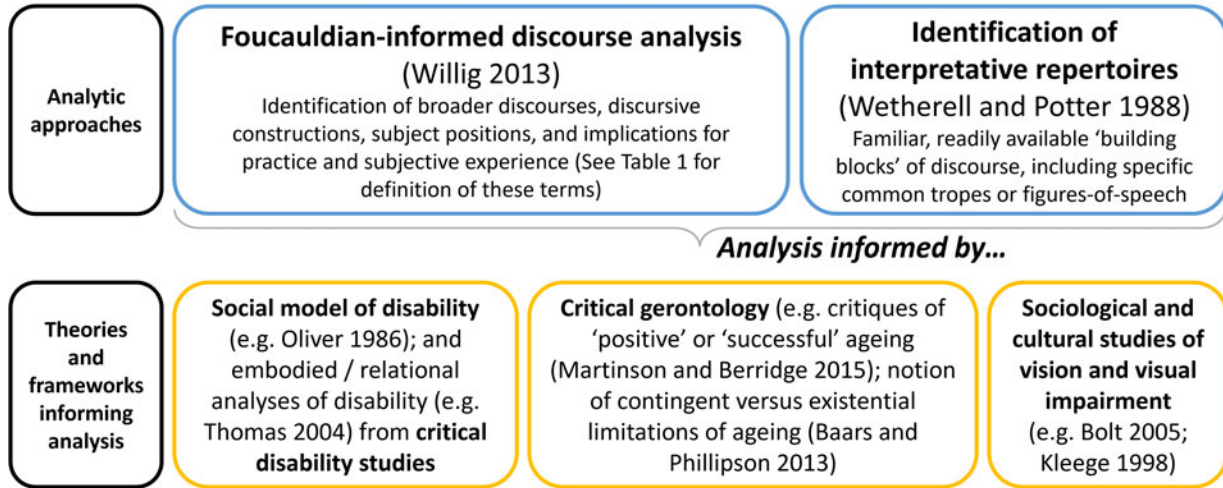 Analytic
approaches
Foucauldian-informed discourse analysis
(Willig 2013)
Identification of broader discourses, discursive
constructions, subject positions, and implications for
practice and subjective experience (See Table 1 for
definition of these terms)
Identification of
interpretative repertoires
(Wetherell and Potter 1988)
Familiar, readily available ‘building
blocks’ of discourse, including specific
common tropes or figures-of-speech
Analysis informed by…
Theories
and
frameworks
informing
analysis
Social model of disability
(e.g. Oliver 1986); and
embodied / relational
analyses of disability (e.g.
Thomas 2004) from critical
disability studies
Critical gerontology (e.g. critiques of
‘positive’ or ‘successful’ ageing
(Martinson and Berridge 2015); notion
of contingent versus existential
limitations of ageing (Baars and
Phillipson 2013)
Sociological and
cultural studies of
vision and visual
impairment
(e.g. Bolt 2005;
Kleege 1998)